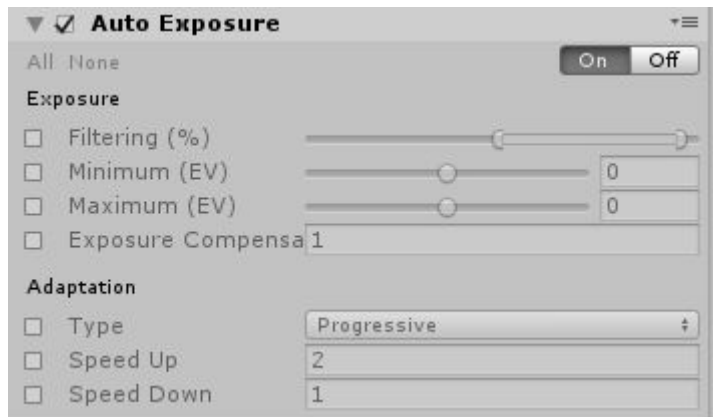 Auto Exposure
All None On Off
Exposure
Filtering (%)
Minimum (EV) 0
Maximum (EV) 0
Exposure Compensa 1
Adaptation
Type Progressive
Speed Up 2
Speed Down 1